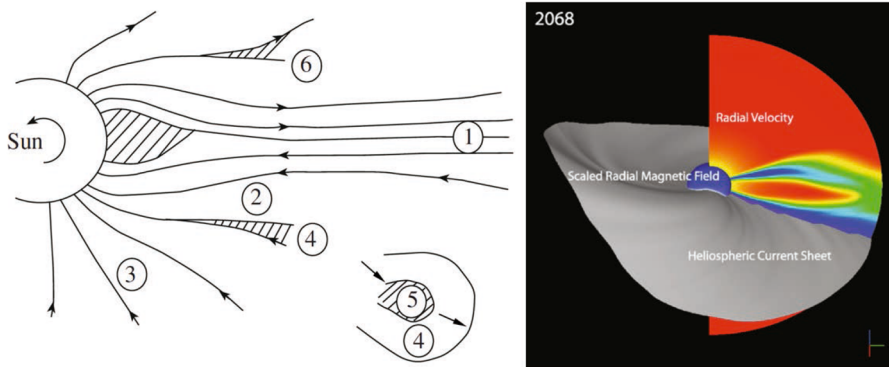 Sun
6
1
2
4
3
5
4
2068
Radial Velocity
Scaled Radial Magnetic Field
Heliospheric Current Sheet